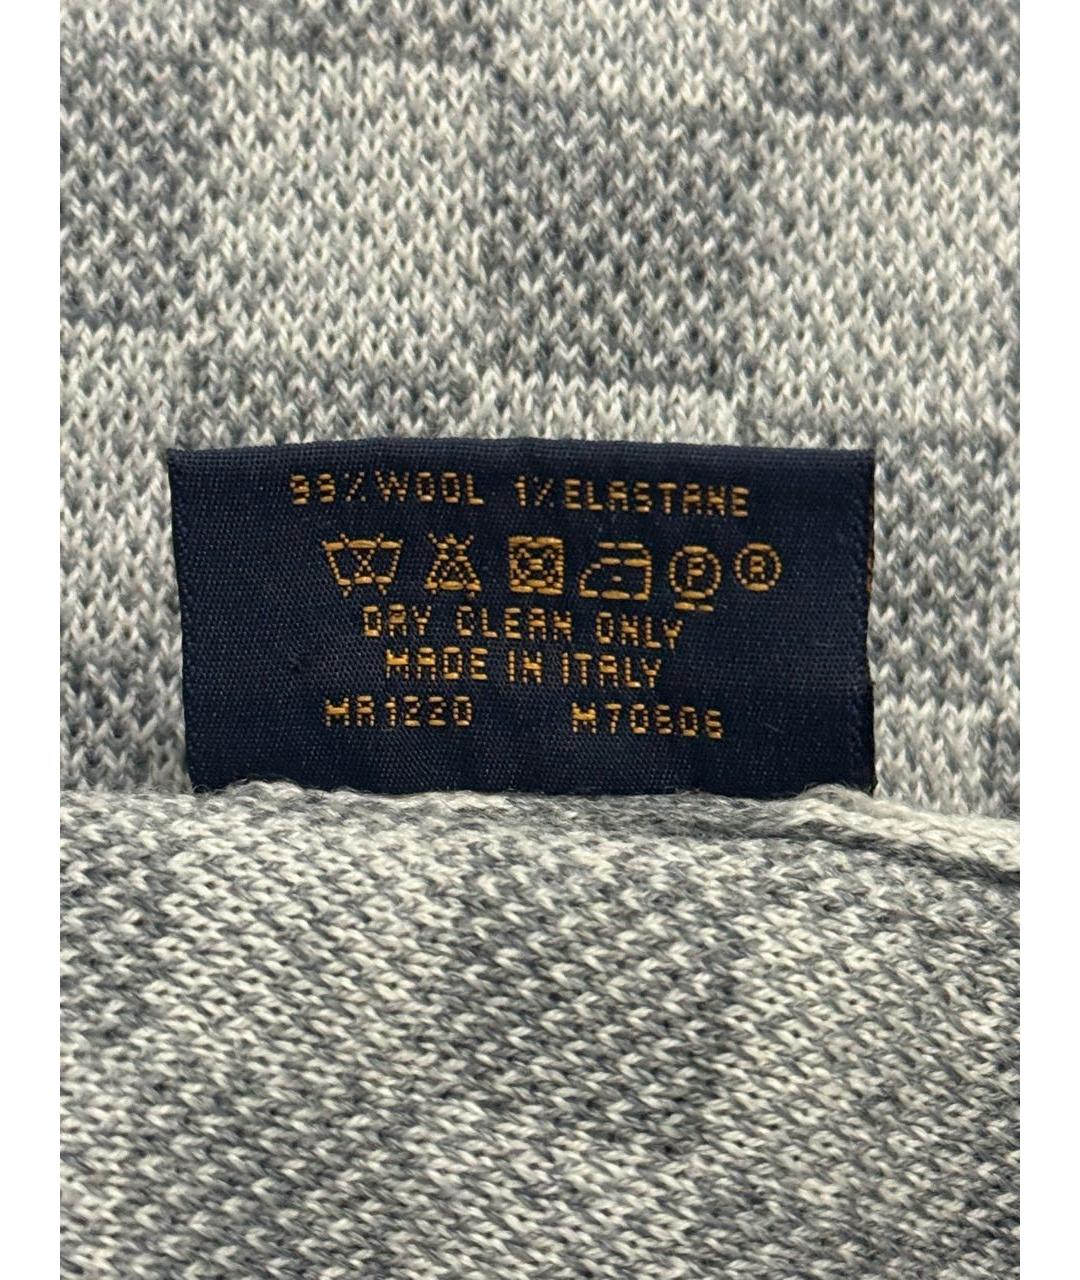 99% WOOL 1% ELASTANE
P ®
DRY CLEAN ONLY
MADE IN ITALY
MR1220 M70606